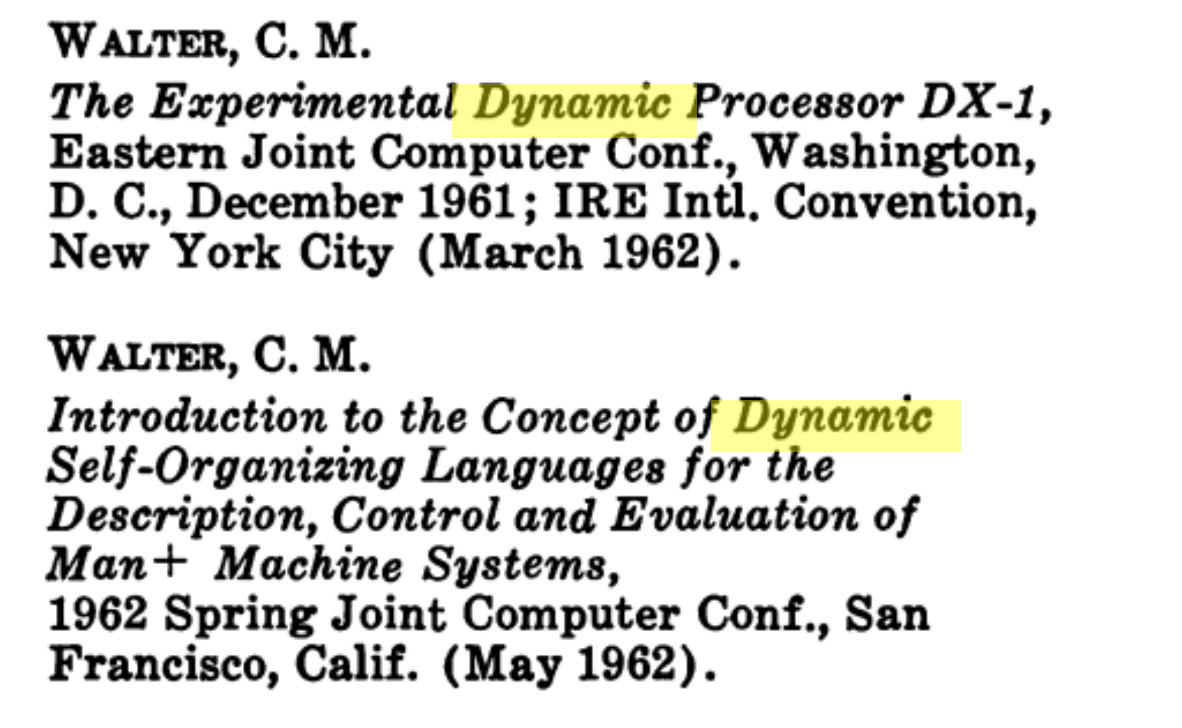 WALTER, C. M.
The Experimental Dynamic Processor DX-1,
Eastern Joint Computer Conf., Washington,
D. C., December 1961; IRE Intl. Convention,
New York City (March 1962).
WALTER, C. M.
Introduction to the Concept of Dynamic
Self-Organizing Languages for the
Description, Control and Evaluation of
Man+ Machine Systems,
1962 Spring Joint Computer Conf., San
Francisco, Calif. (May 1962).